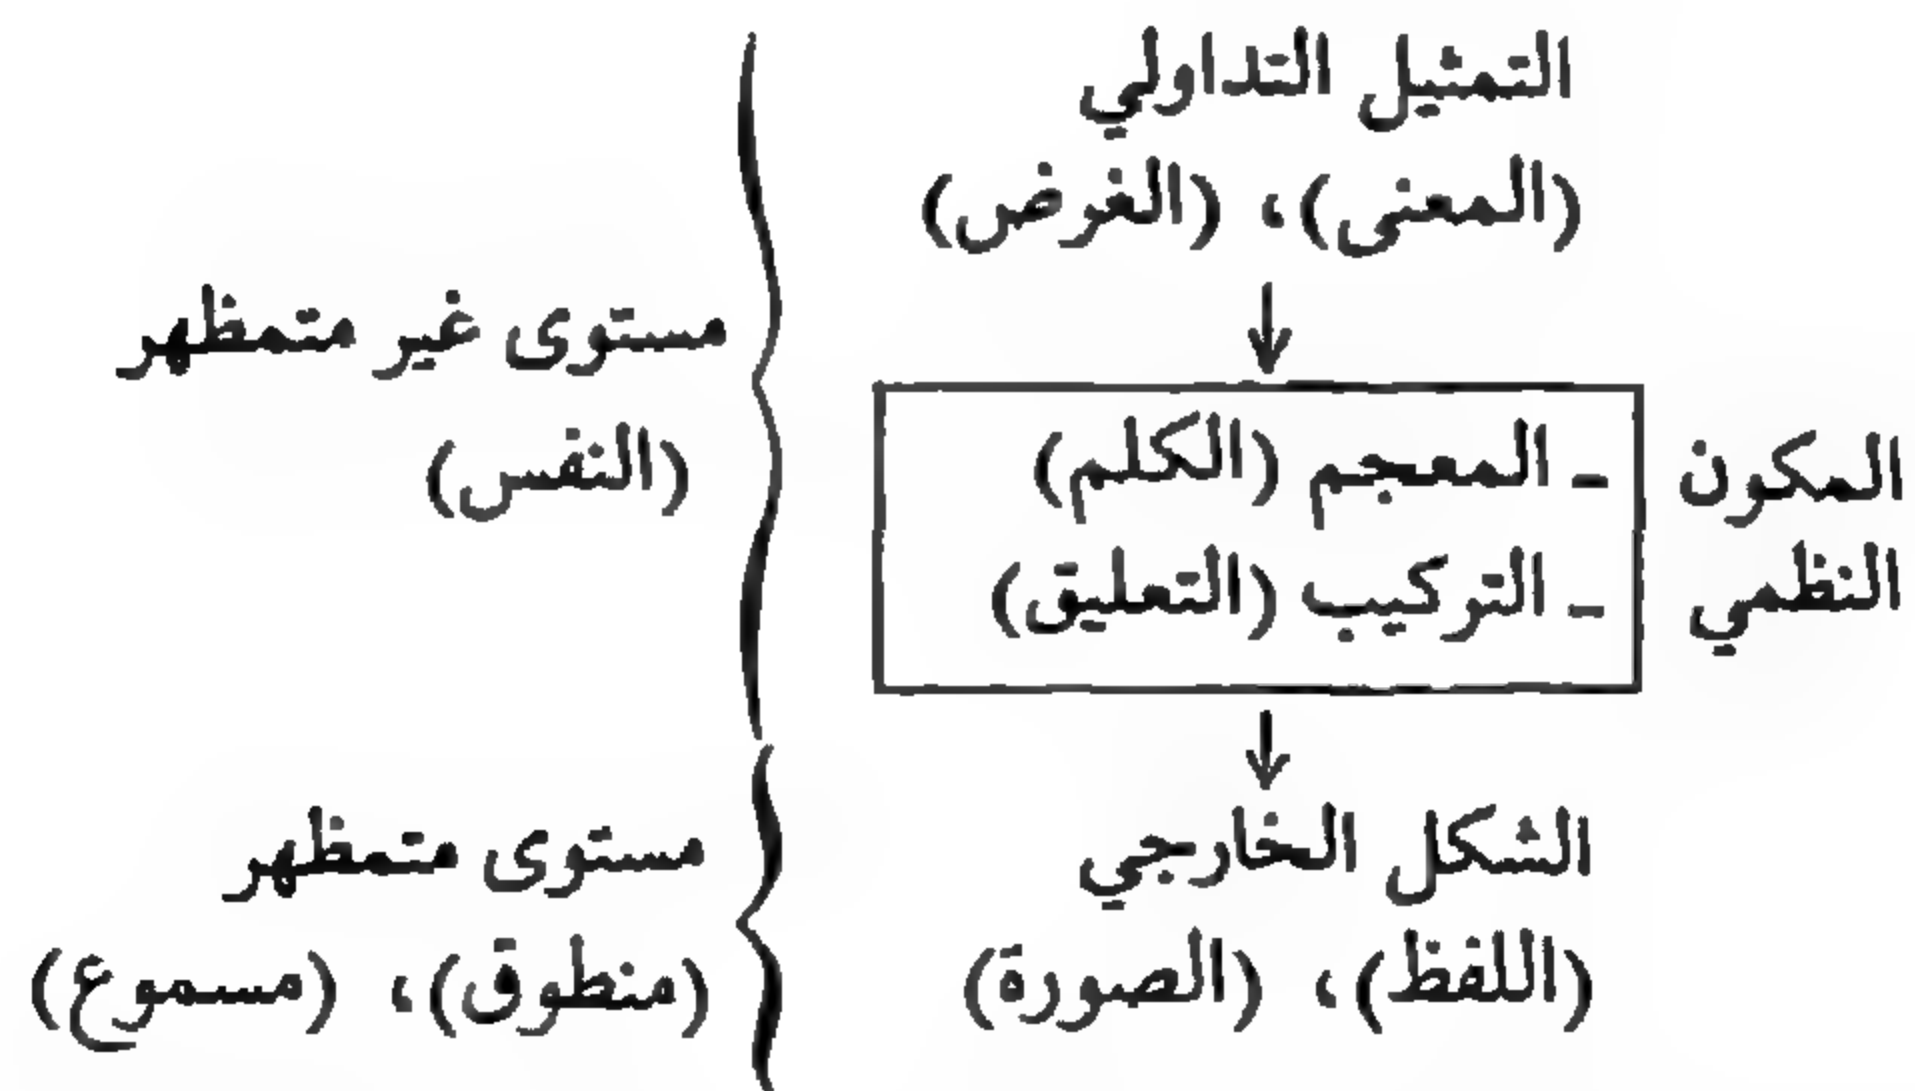 التمثيل التداولي
(المعنى)، (الغرض)
المكون
النظمي
- المعجم (الكلم)
- التركيب (التعليق)
الشكل الخارجي
(اللفظ)، (الصورة)
مستوى غير متمظهر
(النفس)
مستوى متمظهر
(منطوق)، (مسموع)